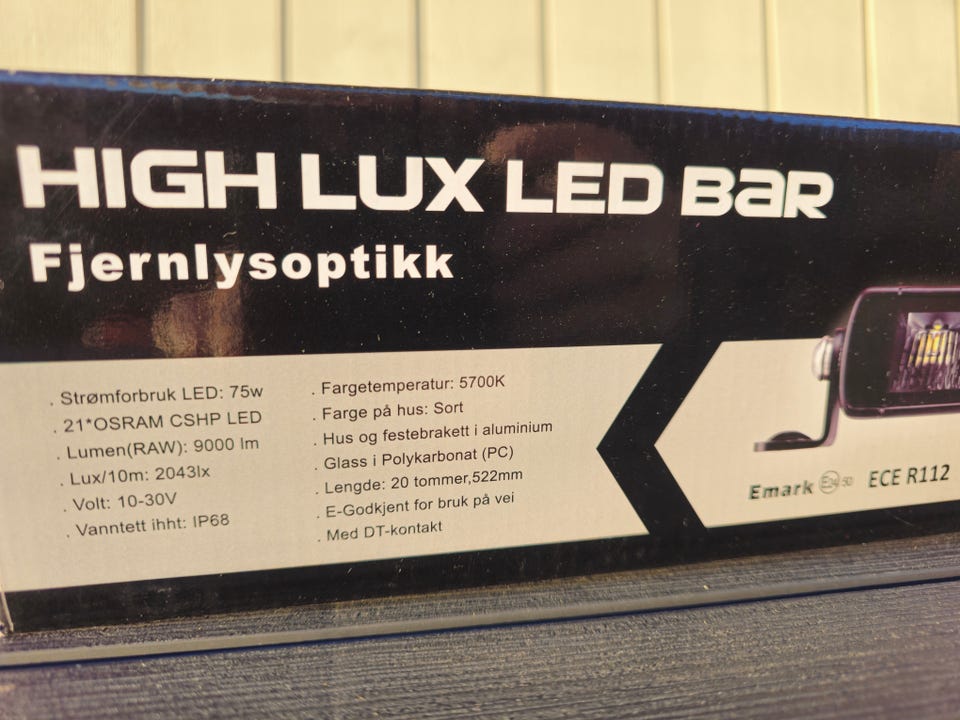 HIGH LUX LED BaR
Fjernlysoptikk
. Strømforbruk LED: 75w
. 21*OSRAM CSHP LED
. Lumen(RAW): 9000 lm
. Lux/10m: 2043lx
. Volt: 10-30V
. Vanntett ihht: IP68
. Fargetemperatur: 5700K
. Farge på hus: Sort
. Hus og festebrakett i aluminium
. Glass i Polykarbonat (PC)
. Lengde: 20 tommer,522mm
. E-Godkjent for bruk på vei
. Med DT-kontakt
Emark E24 50 ECE R112